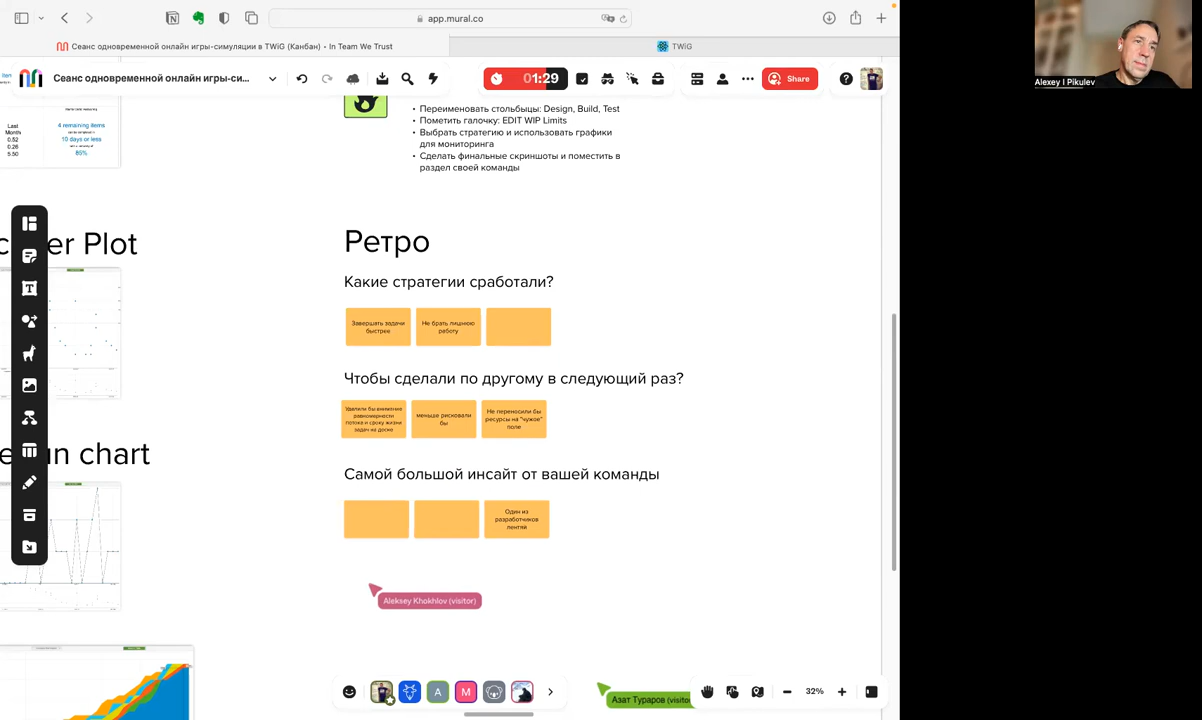 app.mural.co
Сеанс одновременной онлайн игры-симуляции в TWiG (Канбан) • In Team We Trust
TWiG
Сеанс одновременной онлайн игры-си...
01:29
Share
Alexey I Pikulev
Last
Month
0.52
0.26
5.50
4 remaining items
10 days or less
85%
Переименовать столбыцы: Design, Build, Test
Пометить галочку: EDIT WIP Limits
Выбрать стратегию и использовать графики
для мониторинга
Сделать финальные скриншоты и поместить в
раздел своей команды
er Plot
Ретро
Какие стратегии сработали?
Завершать задачи
быстрее
Не брать лишнюю
работу
Чтобы сделали по другому в следующий раз?
Уделили бы внимание
равномерности
потока и сроку жизни
задач на доске
меньше рисковали
бы
Не переносили бы
ресурсы на "чужое"
поле
un chart
Самой большой инсайт от вашей команды
Один из
разработчиков
лентяй
Aleksey Khokhlov (visitor)
A
M
Азат Тураров (visitor
32%